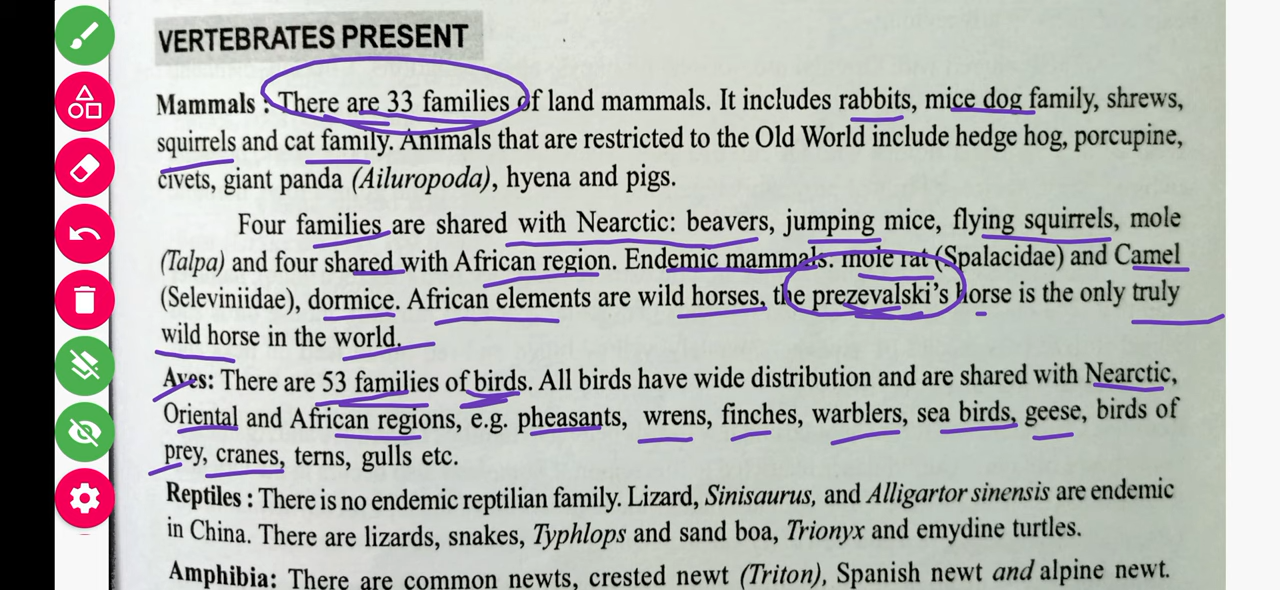 VERTEBRATES PRESENT
Mammals : There are 33 families of land mammals. It includes rabbits, mice dog family, shrews,
squirrels and cat family. Animals that are restricted to the Old World include hedge hog, porcupine,
civets, giant panda (Ailuropoda), hyena and pigs.
Four families are shared with Nearctic: beavers, jumping mice, flying squirrels, mole
(Talpa) and four shared with African region. Endemic mammals. mole rat (Spalacidae) and Camel
(Seleviniidae), dormice. African elements are wild horses, the prezevalski's horse is the only truly
wild horse in the world.
Aves: There are 53 families of birds. All birds have wide distribution and are shared with Nearctic,
Oriental and African regions, e.g. pheasants, wrens, finches, warblers, sea birds, geese, birds of
prey, cranes, terns, gulls etc.
Reptiles : There is no endemic reptilian family. Lizard, Sinisaurus, and Alligartor sinensis are endemic
in China. There are lizards, snakes, Typhlops and sand boa, Trionyx and emydine turtles.
Amphibia: There are common newts, crested newt (Triton), Spanish newt and alpine newt.